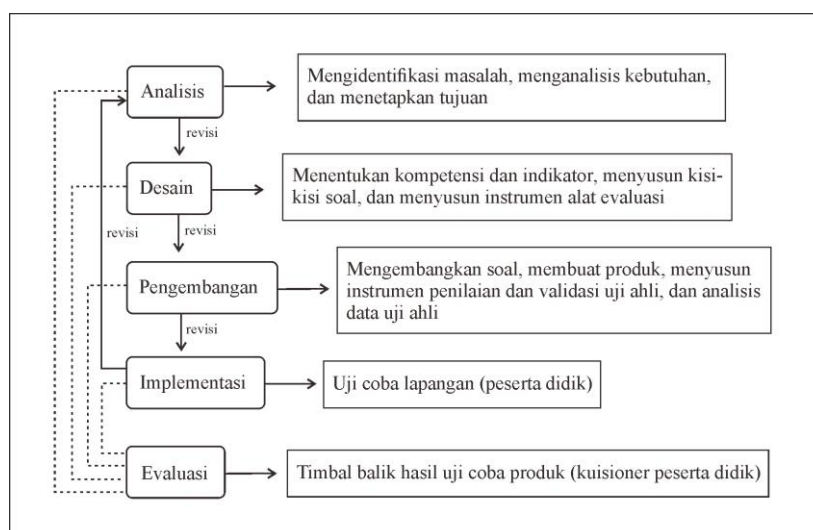 Analisis
Mengidentifikasi masalah, menganalisis kebutuhan,
dan menetapkan tujuan
revisi
Desain
Menentukan kompetensi dan indikator, menyusun kisi-
kisi soal, dan menyusun instrumen alat evaluasi
revisi
revisi
Pengembangan
Mengembangkan soal, membuat produk, menyusun
instrumen penilaian dan validasi uji ahli, dan analisis
data uji ahli
revisi
Implementasi
Uji coba lapangan (peserta didik)
Evaluasi
Timbal balik hasil uji coba produk (kuisioner peserta didik)